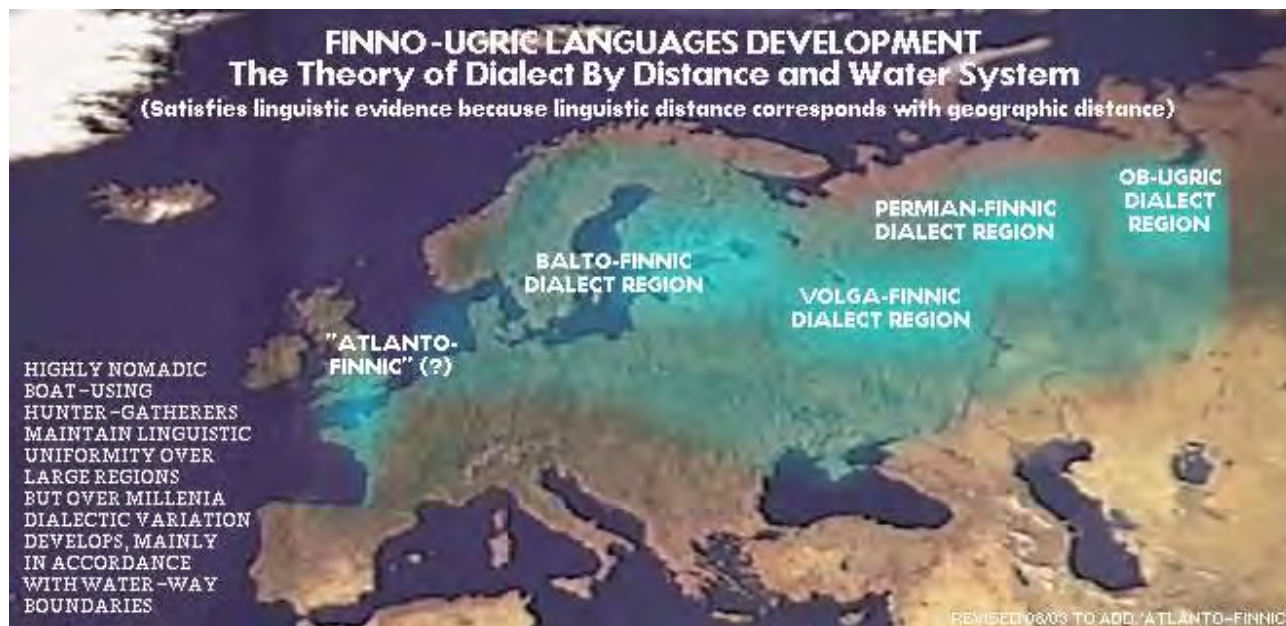 FINNO-UGRIC LANGUAGES DEVELOPMENT
The Theory of Dialect By Distance and Water System
(Satisfies linguistic evidence because linguistic distance corresponds with geographic distance)
OB-UGRIC
DIALECT
REGION
PERMIAN-FINNIC
DIALECT REGION
BALTO-FINNIC
DIALECT REGION
VOLGA-FINNIC
DIALECT REGION
"ATLANTO-
FINNIC" (?)
HIGHLY NOMADIC
BOAT-USING
HUNTER-GATHERERS
MAINTAIN LINGUISTIC
UNIFORMITY OVER
LARGE REGIONS
BUT OVER MILLENIA
DIALECTIC VARIATION
DEVELOPS, MAINLY
IN ACCORDANCE
WITH WATER-WAY
BOUNDARIES
REVISED 08/03 TO ADD 'ATLANTO-FINNIC